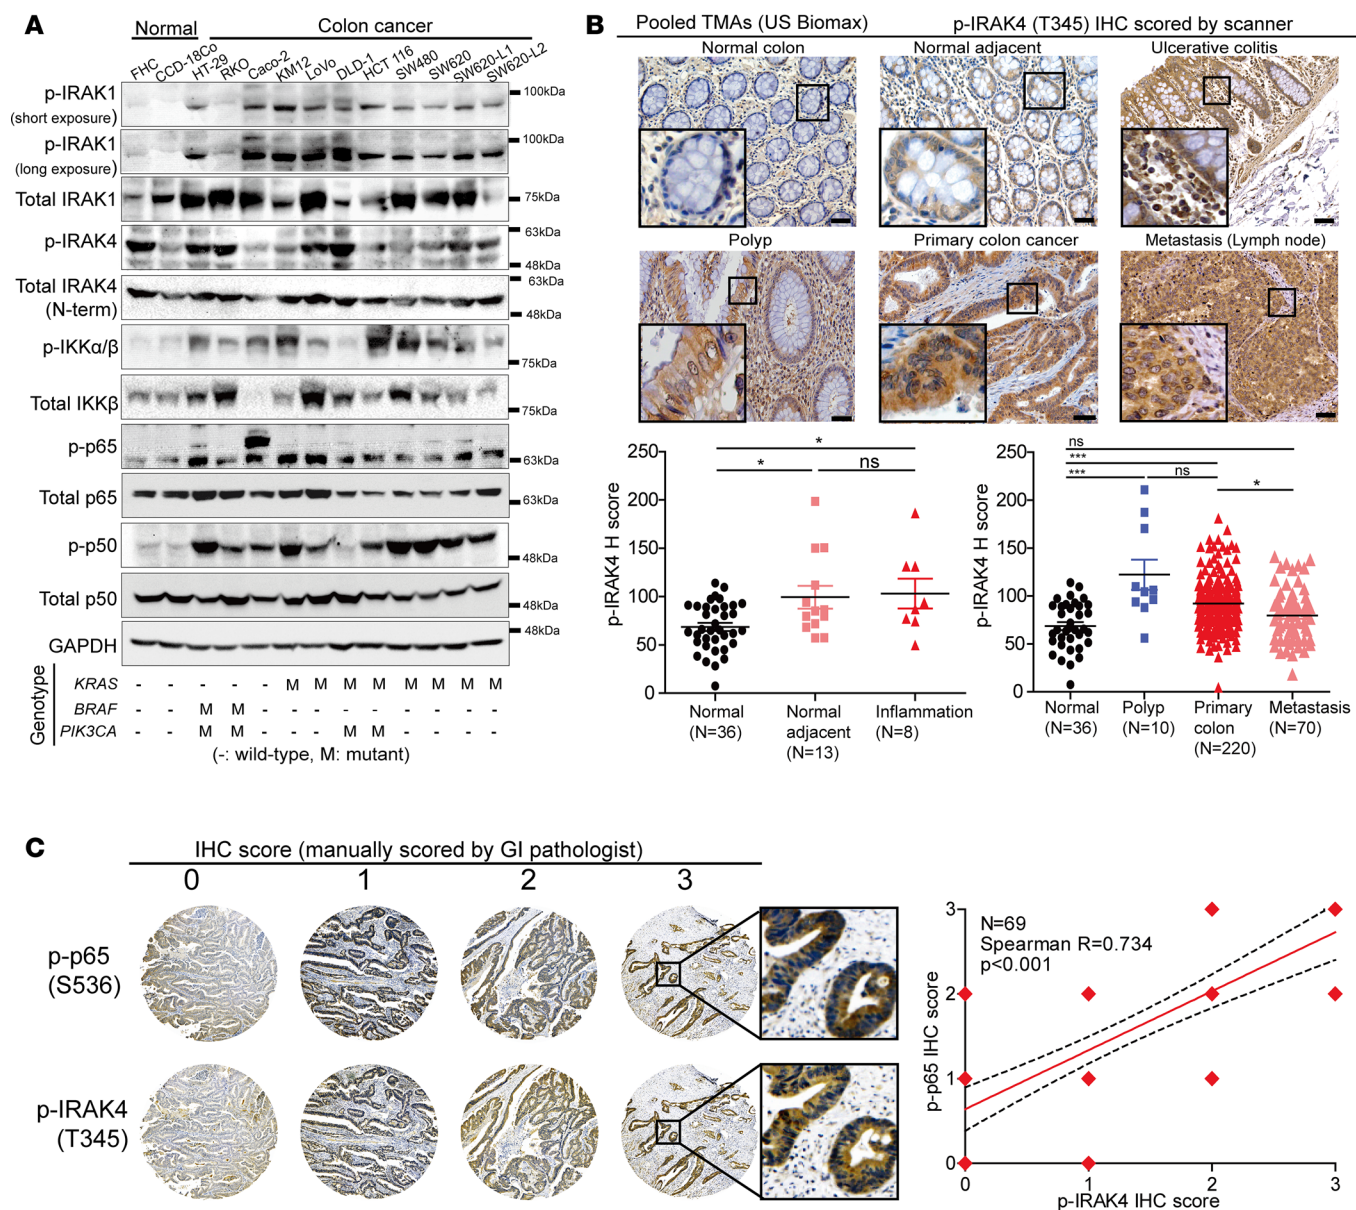 A
Normal
Colon cancer
FHC
CCD-18Co
HT-29
RKO
Caco-2
KM12
LoVo
DLD-1
HCT 116
SW480
SW620
SW620-L1
SW620-L2
p-IRAK1
(short exposure)
100kDa
p-IRAK1
(long exposure)
100kDa
Total IRAK1
75kDa
p-IRAK4
63kDa
48kDa
Total IRAK4
(N-term)
63kDa
48kDa
p-IKKα/β
75kDa
Total IKKβ
75kDa
p-p65
63kDa
Total p65
63kDa
p-p50
48kDa
Total p50
48kDa
GAPDH
48kDa
Genotype
KRAS - - - - - M M M M M M M M
BRAF - - M M - - - - - - - - -
PIK3CA - - M M - - - M M - - - -
(-: wild-type, M: mutant)
B
Pooled TMAs (US Biomax)
p-IRAK4 (T345) IHC scored by scanner
Normal colon
Normal adjacent
Ulcerative colitis
Polyp
Primary colon cancer
Metastasis (Lymph node)
p-IRAK4 H score
250
200
150
100
50
0
*
*
ns
Normal
(N=36)
Normal
adjacent
(N=13)
Inflammation
(N=8)
p-IRAK4 H score
250
200
150
100
50
0
ns
***
***
ns
*
Normal
(N=36)
Polyp
(N=10)
Primary
colon
(N=220)
Metastasis
(N=70)
C
IHC score (manually scored by GI pathologist)
0
1
2
3
p-p65
(S536)
p-IRAK4
(T345)
N=69
Spearman R=0.734
p<0.001
p-p65 IHC score
3
2
1
0
0
1
2
3
p-IRAK4 IHC score